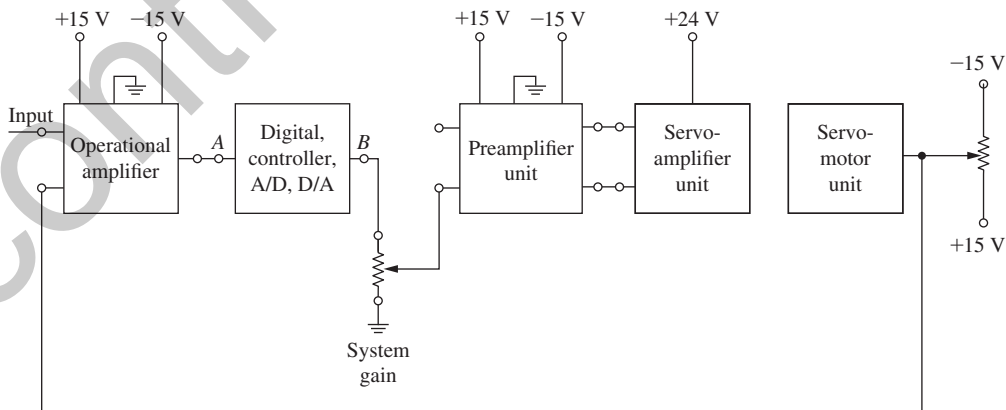 +15 V −15 V
+15 V −15 V
+24 V
−15 V
Input
Operational
amplifier
A
Digital,
controller,
A/D, D/A
B
Preamplifier
unit
Servo-
amplifier
unit
Servo-
motor
unit
+15 V
System
gain